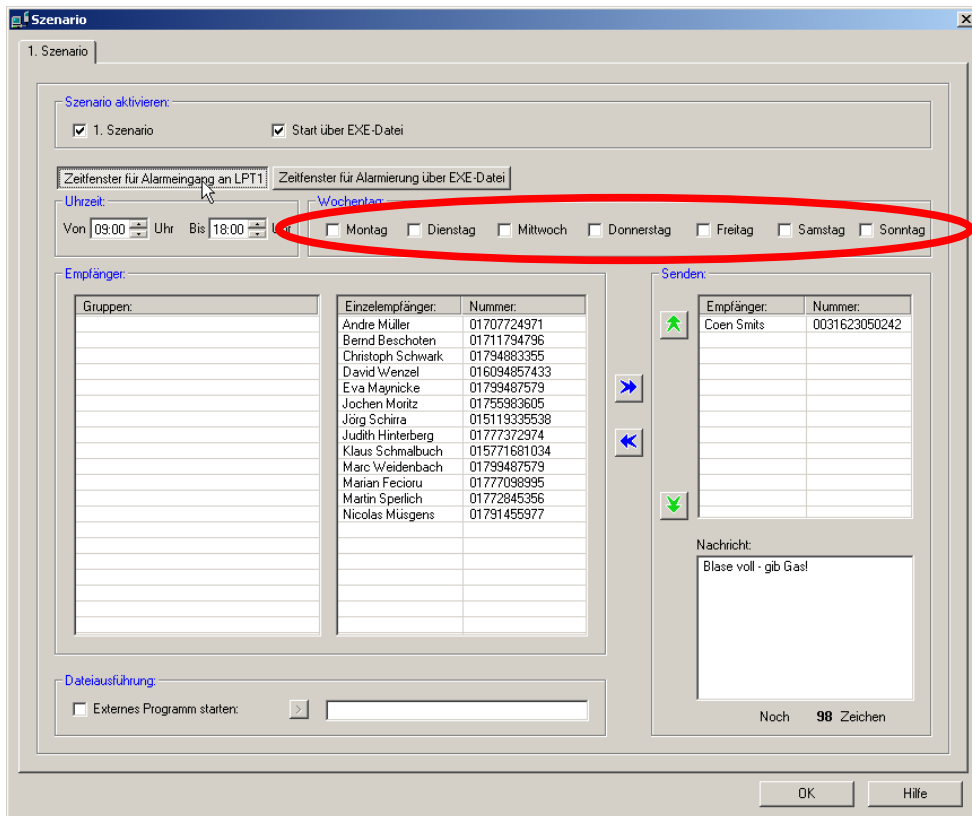 Szenario
1. Szenario
Szenario aktivieren:
1. Szenario Start über EXE-Datei
Zeitfenster für Alarmeingang an LPT1 Zeitfenster für Alarmierung über EXE-Datei
Uhrzeit: Wochentag:
Von 09:00 Uhr Bis 18:00 Uhr Montag Dienstag Mittwoch Donnerstag Freitag Samstag Sonntag
Empfänger: Senden:
Gruppen: Einzelempfänger: Nummer: Empfänger: Nummer:
Andre Müller 01707724971 Coen Smits 0031623050242
Bernd Beschoten 01711794796
Christoph Schwark 01794883355
David Wenzel 016094857433
Eva Maynicke 01799487579
Jochen Moritz 01755983605
Jörg Schirra 015119335538
Judith Hinterberg 01777372974
Klaus Schmalbuch 015771681034
Marc Weidenbach 01799487579
Marian Fecioru 01777098995
Martin Sperlich 01772845356
Nicolas Müsgens 01791455977
Nachricht:
Blase voll - gib Gas!
Dateiausführung:
Externes Programm starten: >
Noch 98 Zeichen
OK Hilfe